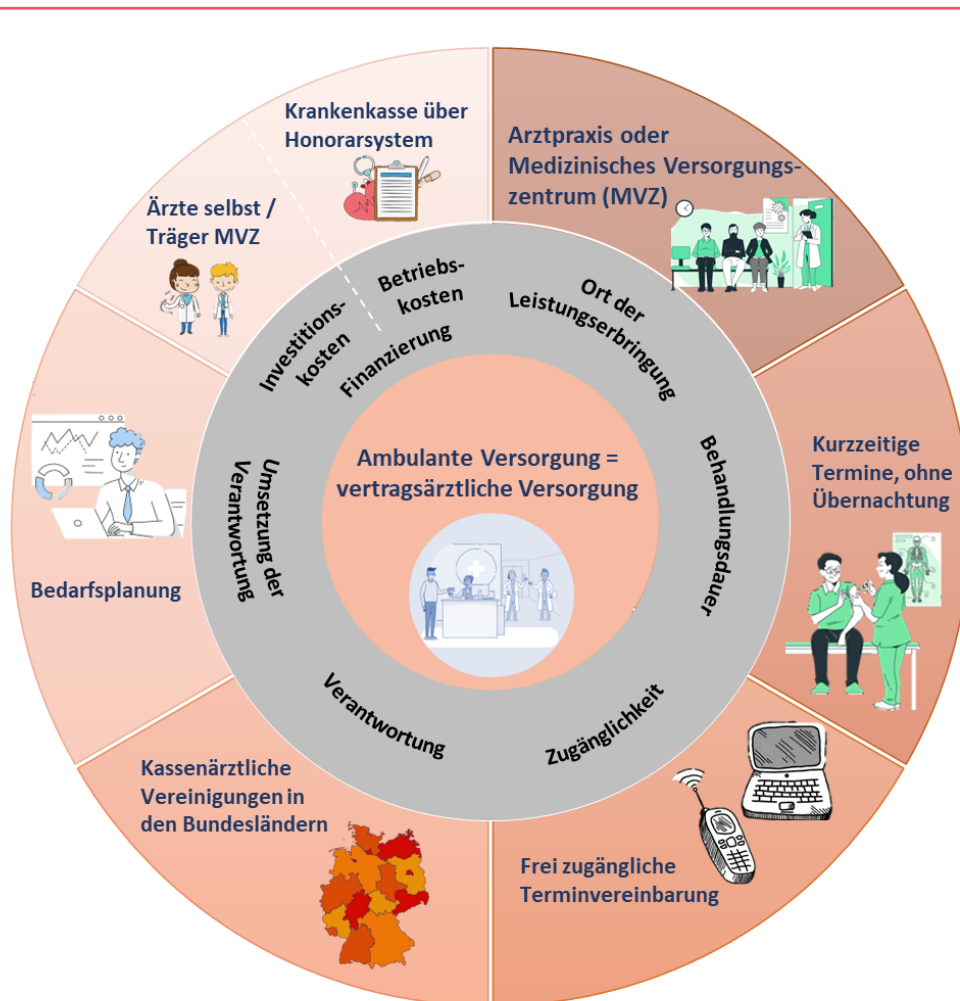 Krankenkasse über
Honorarsystem
Arztpraxis oder
Medizinisches Versorgungs-
zentrum (MVZ)
Ärzte selbst /
Träger MVZ
Betriebs-
kosten
Investitions-
kosten
Finanzierung
Ort der
Leistungserbringung
Kurzzeitige
Termine, ohne
Übernachtung
Behandlungsdauer
Ambulante Versorgung =
vertragsärztliche Versorgung
Umsetzung der
Verantwortung
Bedarfsplanung
Verantwortung
Zugänglichkeit
Kassenärztliche
Vereinigungen in
den Bundesländern
Frei zugängliche
Terminvereinbarung